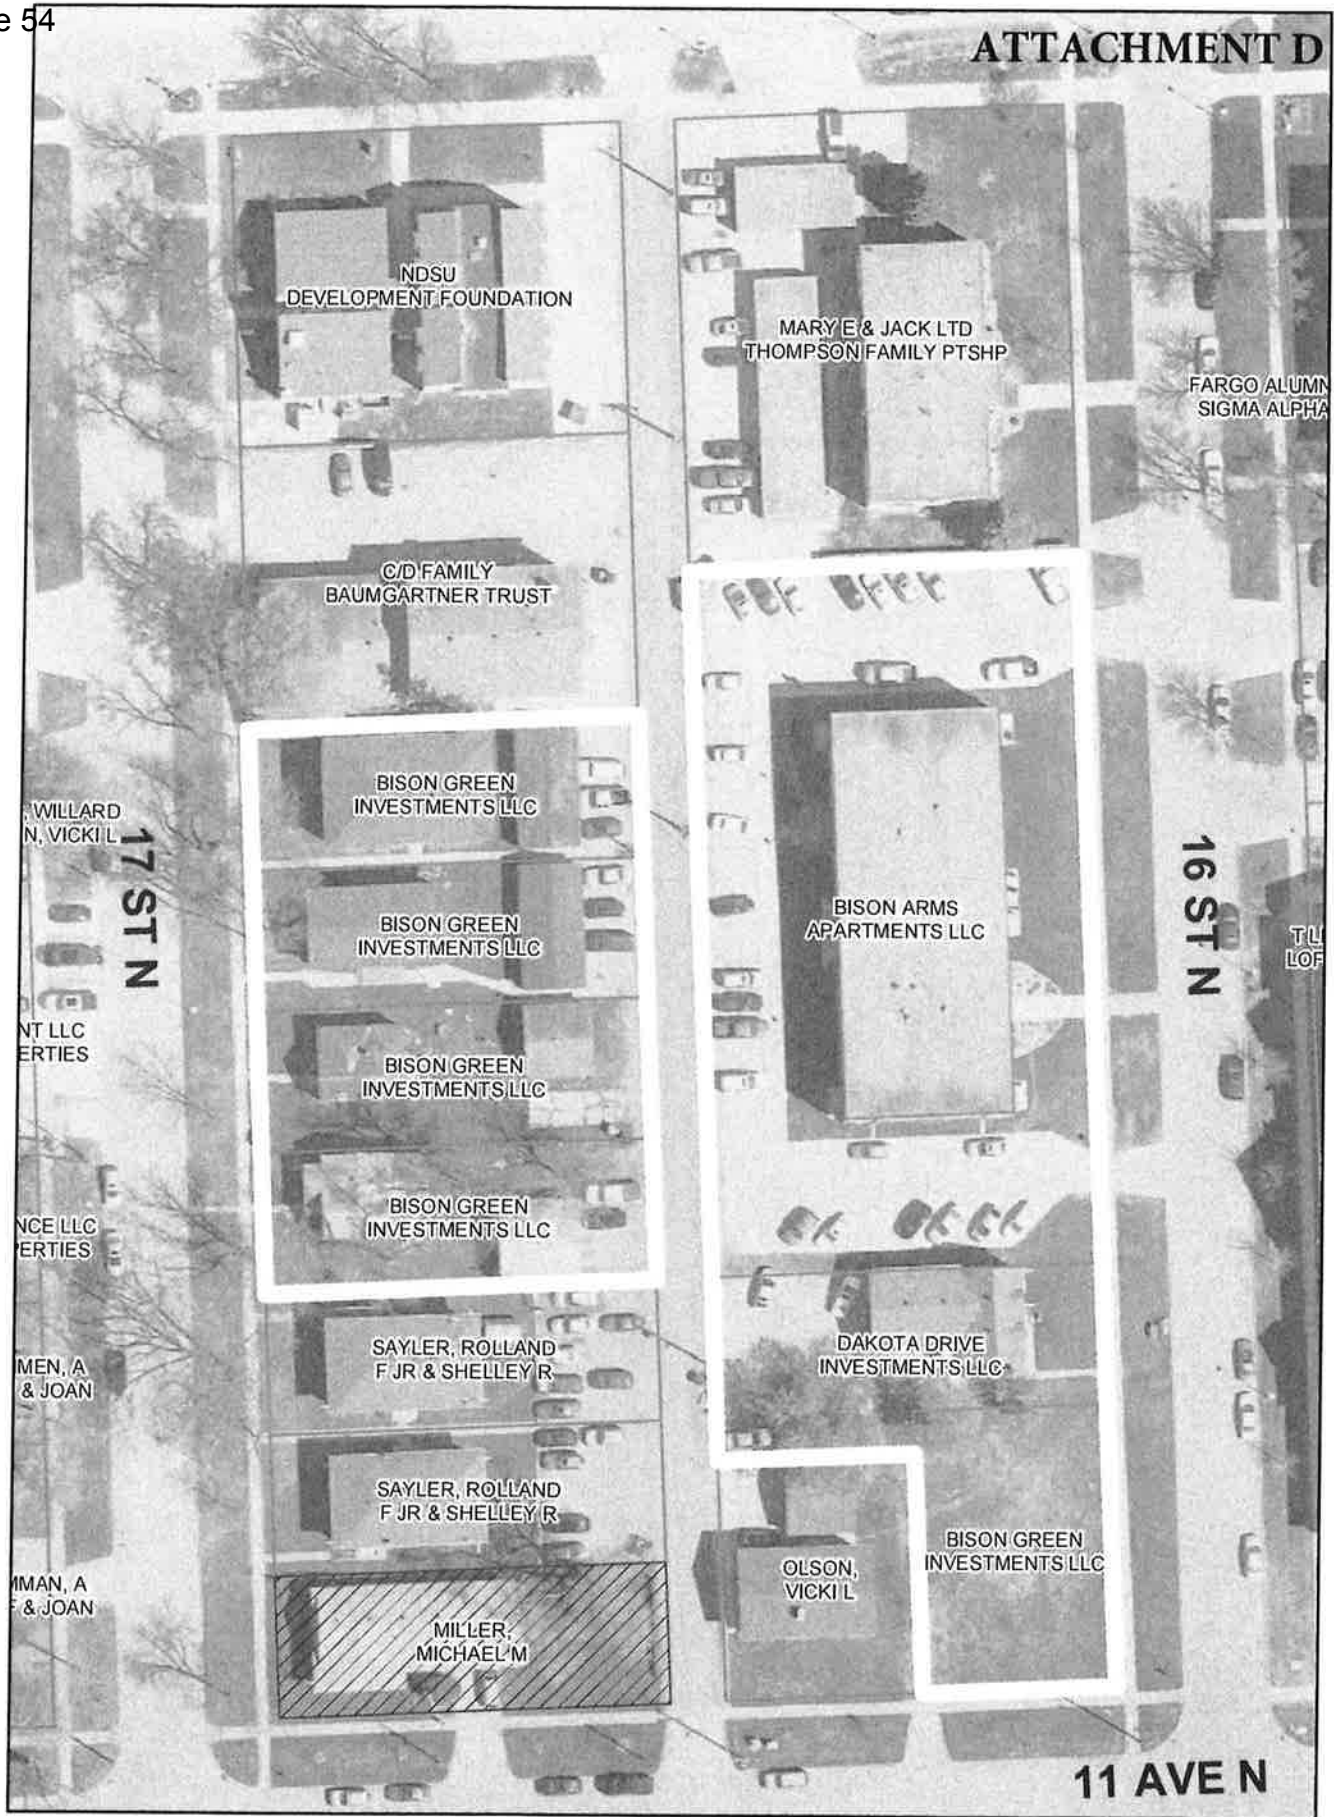 e 54
ATTACHMENT D
NDSU
DEVELOPMENT FOUNDATION
MARY E & JACK LTD
THOMPSON FAMILY PTSHP
FARGO ALUMN
SIGMA ALPHA
C/D FAMILY
BAUMGARTNER TRUST
BISON GREEN
INVESTMENTS LLC
, WILLARD
N, VICKI L
17 ST N
16 ST N
BISON GREEN
INVESTMENTS LLC
BISON ARMS
APARTMENTS LLC
T L
LOF
NT LLC
ERTIES
BISON GREEN
INVESTMENTS LLC
BISON GREEN
INVESTMENTS LLC
NCE LLC
ERTIES
SAYLER, ROLLAND
F JR & SHELLEY R
DAKOTA DRIVE
INVESTMENTS LLC
MEN, A
& JOAN
SAYLER, ROLLAND
F JR & SHELLEY R
BISON GREEN
INVESTMENTS LLC
OLSON,
VICKI L
MMAN, A
F & JOAN
MILLER,
MICHAEL M
11 AVE N